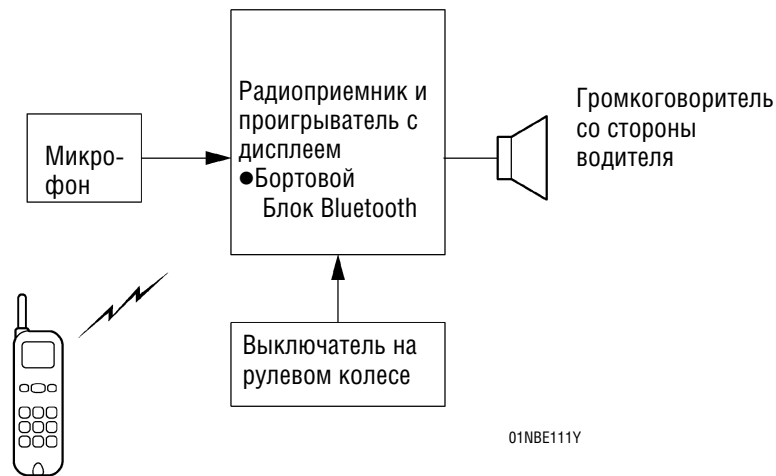 Радиоприемник и
проигрыватель с
дисплеем
●Бортовой
Блок Bluetooth
Громкоговоритель
со стороны
водителя
Микро-
фон
Выключатель на
рулевом колесе
01NBE111Y